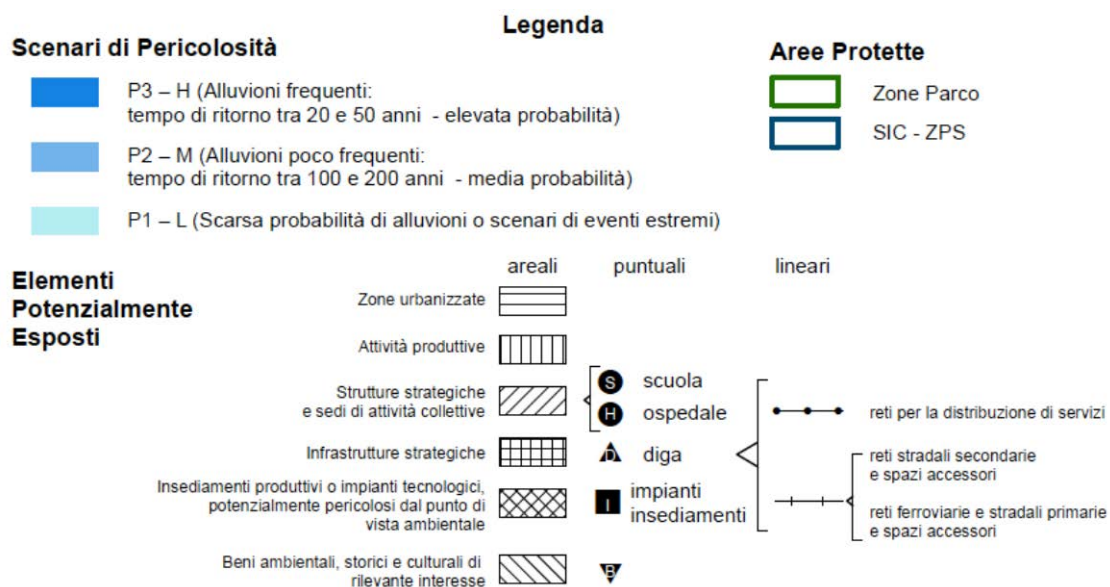 Legenda
Scenari di Pericolosità
P3 – H (Alluvioni frequenti:
tempo di ritorno tra 20 e 50 anni - elevata probabilità)
P2 – M (Alluvioni poco frequenti:
tempo di ritorno tra 100 e 200 anni - media probabilità)
P1 – L (Scarsa probabilità di alluvioni o scenari di eventi estremi)
Aree Protette
Zone Parco
SIC - ZPS
Elementi
Potenzialmente
Esposti
areali
puntuali
lineari
Zone urbanizzate
Attività produttive
Strutture strategiche
e sedi di attività collettive
S scuola
H ospedale
Infrastrutture strategiche
D diga
Insediamenti produttivi o impianti tecnologici,
potenzialmente pericolosi dal punto di
vista ambientale
I impianti
insediamenti
Beni ambientali, storici e culturali di
rilevante interesse
B
reti per la distribuzione di servizi
reti stradali secondarie
e spazi accessori
reti ferroviarie e stradali primarie
e spazi accessori